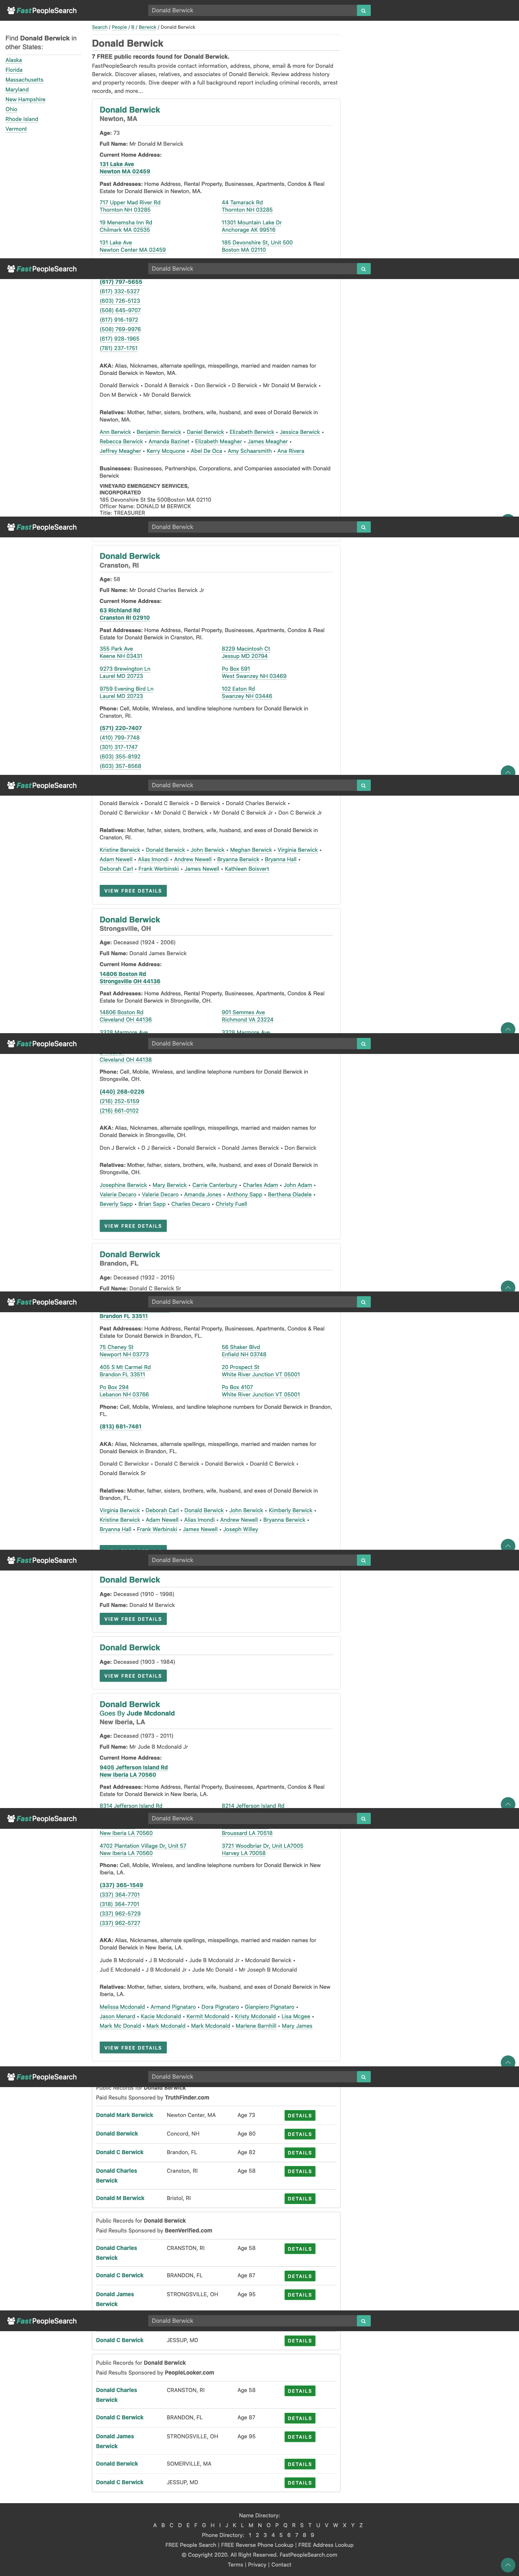 FastPeopleSearch
Donald Berwick
Find Donald Berwick in
other States:
Alaska
Florida
Massachusetts
Maryland
New Hampshire
Ohio
Rhode Island
Vermont
Search / People / B / Berwick / Donald Berwick
Donald Berwick
7 FREE public records found for Donald Berwick.
FastPeopleSearch results provide contact information, address, phone, email & more for Donald
Berwick. Discover aliases, relatives, and associates of Donald Berwick. Review address history
and property records. Dive deeper with a full background report including criminal records, arrest
records, and more...
Donald Berwick
Newton, MA
Age: 73
Full Name: Mr Donald M Berwick
Current Home Address:
131 Lake Ave
Newton MA 02459
Past Addresses: Home Address, Rental Property, Businesses, Apartments, Condos & Real
Estate for Donald Berwick in Newton, MA.
717 Upper Mad River Rd
Thornton NH 03285
44 Tamarack Rd
Thornton NH 03285
19 Menemsha Inn Rd
Chilmark MA 02535
11301 Mountain Lake Dr
Anchorage AK 99516
131 Lake Ave
Newton Center MA 02459
185 Devonshire St, Unit 500
Boston MA 02110
FastPeopleSearch
Donald Berwick
(617) 797-5655
(617) 332-5327
(603) 726-5123
(508) 645-9707
(617) 916-1972
(508) 769-9976
(617) 928-1965
(781) 237-1751
AKA: Alias, Nicknames, alternate spellings, misspellings, married and maiden names for
Donald Berwick in Newton, MA.
Donald Berwick • Donald A Berwick • Don Berwick • D Berwick • Mr Donald M Berwick •
Don M Berwick • Mr Donald Berwick
Relatives: Mother, father, sisters, brothers, wife, husband, and exes of Donald Berwick in
Newton, MA.
Ann Berwick • Benjamin Berwick • Daniel Berwick • Elizabeth Berwick • Jessica Berwick •
Rebecca Berwick • Amanda Bazinet • Elizabeth Meagher • James Meagher •
Jeffrey Meagher • Kerry Mcquone • Abel De Oca • Amy Schaarsmith • Ana Rivera
Businesses: Businesses, Partnerships, Corporations, and Companies associated with Donald
Berwick
VINEYARD EMERGENCY SERVICES,
INCORPORATED
185 Devonshire St Ste 500Boston MA 02110
Officer Name: DONALD M BERWICK
Title: TREASURER
FastPeopleSearch
Donald Berwick
Donald Berwick
Cranston, RI
Age: 58
Full Name: Mr Donald Charles Berwick Jr
Current Home Address:
63 Richland Rd
Cranston RI 02910
Past Addresses: Home Address, Rental Property, Businesses, Apartments, Condos & Real
Estate for Donald Berwick in Cranston, RI.
355 Park Ave
Keene NH 03431
8229 Macintosh Ct
Jessup MD 20794
9273 Brewington Ln
Laurel MD 20723
Po Box 591
West Swanzey NH 03469
9759 Evening Bird Ln
Laurel MD 20723
102 Eaton Rd
Swanzey NH 03446
Phone: Cell, Mobile, Wireless, and landline telephone numbers for Donald Berwick in
Cranston, RI.
(571) 220-7407
(410) 799-7748
(301) 317-1747
(603) 355-8192
(603) 357-8568
FastPeopleSearch
Donald Berwick
Donald Berwick • Donald C Berwick • D Berwick • Donald Charles Berwick •
Donald C Berwicksr • Mr Donald C Berwick • Mr Donald C Berwick Jr • Don C Berwick Jr
Relatives: Mother, father, sisters, brothers, wife, husband, and exes of Donald Berwick in
Cranston, RI.
Kristine Berwick • Donald Berwick • John Berwick • Meghan Berwick • Virginia Berwick •
Adam Newell • Alias Imondi • Andrew Newell • Bryanna Berwick • Bryanna Hall •
Deborah Carl • Frank Werbinski • James Newell • Kathleen Boisvert
VIEW FREE DETAILS
Donald Berwick
Strongsville, OH
Age: Deceased (1924 - 2006)
Full Name: Donald James Berwick
Current Home Address:
14806 Boston Rd
Strongsville OH 44136
Past Addresses: Home Address, Rental Property, Businesses, Apartments, Condos & Real
Estate for Donald Berwick in Strongsville, OH.
14806 Boston Rd
Cleveland OH 44136
901 Semmes Ave
Richmond VA 23224
3328 Marmore Ave
3328 Marmore Ave
FastPeopleSearch
Donald Berwick
Cleveland OH 44138
Phone: Cell, Mobile, Wireless, and landline telephone numbers for Donald Berwick in
Strongsville, OH.
(440) 268-0226
(216) 252-5159
(216) 661-0102
AKA: Alias, Nicknames, alternate spellings, misspellings, married and maiden names for
Donald Berwick in Strongsville, OH.
Don J Berwick • D J Berwick • Donald Berwick • Donald James Berwick • Don Berwick
Relatives: Mother, father, sisters, brothers, wife, husband, and exes of Donald Berwick in
Strongsville, OH.
Josephine Berwick • Mary Berwick • Carrie Canterbury • Charles Adam • John Adam •
Valerie Decaro • Valerie Decaro • Amanda Jones • Anthony Sapp • Berthena Oladele •
Beverly Sapp • Brian Sapp • Charles Decaro • Christy Fuell
VIEW FREE DETAILS
Donald Berwick
Brandon, FL
Age: Deceased (1932 - 2015)
Full Name: Donald C Berwick Sr
FastPeopleSearch
Donald Berwick
Brandon FL 33511
Past Addresses: Home Address, Rental Property, Businesses, Apartments, Condos & Real
Estate for Donald Berwick in Brandon, FL.
75 Cheney St
Newport NH 03773
56 Shaker Blvd
Enfield NH 03748
405 S Mt Carmel Rd
Brandon FL 33511
20 Prospect St
White River Junction VT 05001
Po Box 294
Lebanon NH 03766
Po Box 4107
White River Junction VT 05001
Phone: Cell, Mobile, Wireless, and landline telephone numbers for Donald Berwick in Brandon,
FL.
(813) 681-7461
AKA: Alias, Nicknames, alternate spellings, misspellings, married and maiden names for
Donald Berwick in Brandon, FL.
Donald C Berwicksr • Donald C Berwick • Donald Berwick • Doanld C Berwick •
Donald Berwick Sr
Relatives: Mother, father, sisters, brothers, wife, husband, and exes of Donald Berwick in
Brandon, FL.
Virginia Berwick • Deborah Carl • Donald Berwick • John Berwick • Kimberly Berwick •
Kristine Berwick • Adam Newell • Alias Imondi • Andrew Newell • Bryanna Berwick •
Bryanna Hall • Frank Werbinski • James Newell • Joseph Willey
FastPeopleSearch
Donald Berwick
Donald Berwick
Age: Deceased (1910 - 1998)
Full Name: Donald M Berwick
VIEW FREE DETAILS
Donald Berwick
Age: Deceased (1903 - 1984)
VIEW FREE DETAILS
Donald Berwick
Goes By Jude Mcdonald
New Iberia, LA
Age: Deceased (1973 - 2011)
Full Name: Mr Jude B Mcdonald Jr
Current Home Address:
9405 Jefferson Island Rd
New Iberia LA 70560
Past Addresses: Home Address, Rental Property, Businesses, Apartments, Condos & Real
Estate for Donald Berwick in New Iberia, LA.
8314 Jefferson Island Rd
8214 Jefferson Island Rd
FastPeopleSearch
Donald Berwick
New Iberia LA 70560
Broussard LA 70518
4702 Plantation Village Dr, Unit 57
New Iberia LA 70560
3721 Woodbriar Dr, Unit LA7005
Harvey LA 70058
Phone: Cell, Mobile, Wireless, and landline telephone numbers for Donald Berwick in New
Iberia, LA.
(337) 365-1549
(337) 364-7701
(318) 364-7701
(337) 962-5729
(337) 962-5727
AKA: Alias, Nicknames, alternate spellings, misspellings, married and maiden names for
Donald Berwick in New Iberia, LA.
Jude B Mcdonald • J B Mcdonald • Jude B Mcdonald Jr • Mcdonald Berwick •
Jud E Mcdonald • J B Mcdonald Jr • Jude Mc Donald • Mr Joseph B Mcdonald
Relatives: Mother, father, sisters, brothers, wife, husband, and exes of Donald Berwick in New
Iberia, LA.
Melissa Mcdonald • Armand Pignataro • Dora Pignataro • Gianpiero Pignataro •
Jason Menard • Kacie Mcdonald • Kermit Mcdonald • Kristy Mcdonald • Lisa Mcgee •
Mark Mc Donald • Mark Mcdonald • Mark Mcdonald • Marlene Barnhill • Mary James
VIEW FREE DETAILS
FastPeopleSearch
Donald Berwick
Public Records for Donald Berwick
Paid Results Sponsored by TruthFinder.com
Donald Mark Berwick Newton Center, MA Age 73 DETAILS
Donald Berwick Concord, NH Age 80 DETAILS
Donald C Berwick Brandon, FL Age 82 DETAILS
Donald Charles Cranston, RI Age 58 DETAILS
Berwick
Donald M Berwick Bristol, RI DETAILS
Public Records for Donald Berwick
Paid Results Sponsored by BeenVerified.com
Donald Charles CRANSTON, RI Age 58 DETAILS
Berwick
Donald C Berwick BRANDON, FL Age 87 DETAILS
Donald James STRONGSVILLE, OH Age 95 DETAILS
Berwick
FastPeopleSearch
Donald Berwick
Donald C Berwick JESSUP, MD DETAILS
Public Records for Donald Berwick
Paid Results Sponsored by PeopleLooker.com
Donald Charles CRANSTON, RI Age 58 DETAILS
Berwick
Donald C Berwick BRANDON, FL Age 87 DETAILS
Donald James STRONGSVILLE, OH Age 95 DETAILS
Berwick
Donald Berwick SOMERVILLE, MA DETAILS
Donald C Berwick JESSUP, MD DETAILS
Name Directory:
A B C D E F G H I J K L M N O P Q R S T U V W X Y Z
Phone Directory: 1 2 3 4 5 6 7 8 9
FREE People Search | FREE Reverse Phone Lookup | FREE Address Lookup
© Copyright 2020. All Right Reserved. FastPeopleSearch.com
Terms | Privacy | Contact